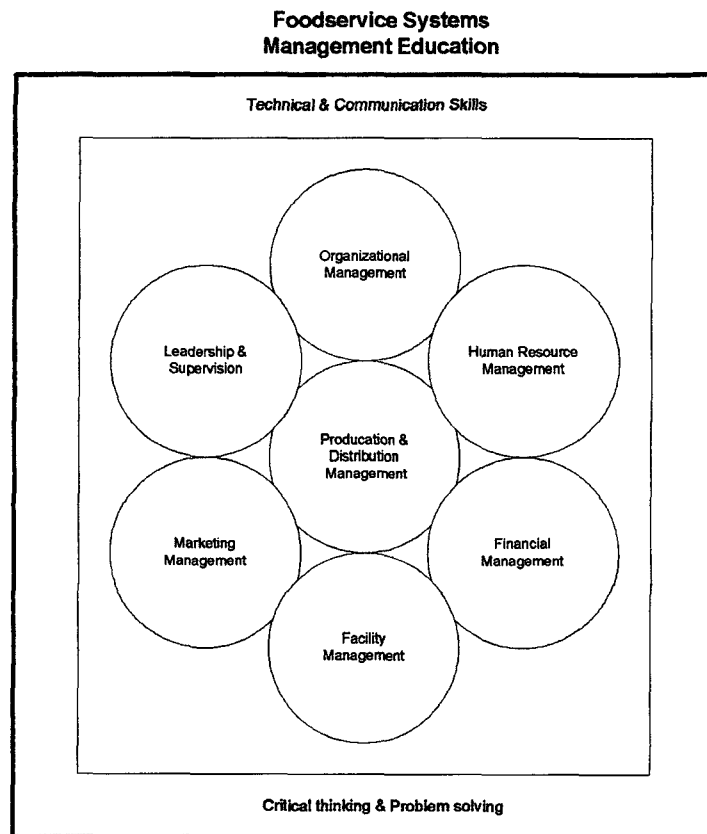 Foodservice Systems
Management Education
Technical & Communication Skills
Organizational
Management
Leadership &
Supervision
Human Resource
Management
Producation &
Distribution
Management
Marketing
Management
Financial
Management
Facility
Management
Critical thinking & Problem solving